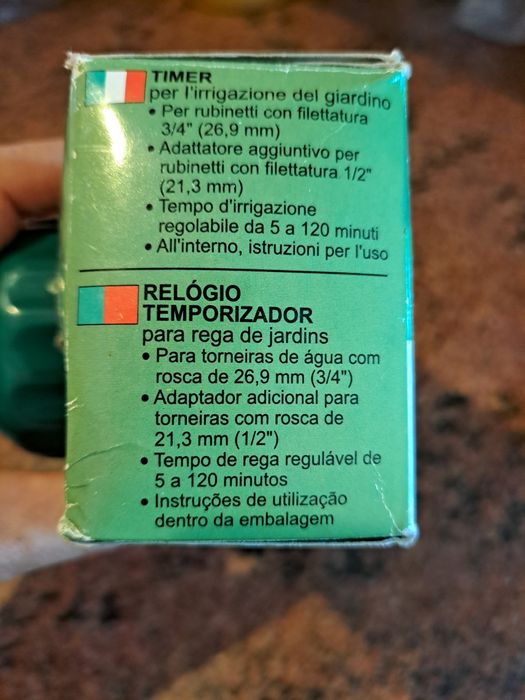 TIMER
per l'irrigazione del giardino
• Per rubinetti con filettatura
3/4" (26,9 mm)
• Adattatore aggiuntivo per
rubinetti con filettatura 1/2"
(21,3 mm)
• Tempo d'irrigazione
regolabile da 5 a 120 minuti
• All'interno, istruzioni per l'uso
RELÓGIO
TEMPORIZADOR
para rega de jardins
• Para torneiras de água com
rosca de 26,9 mm (3/4")
• Adaptador adicional para
torneiras com rosca de
21,3 mm (1/2")
• Tempo de rega regulável de
5 a 120 minutos
• Instruções de utilização
dentro da embalagem